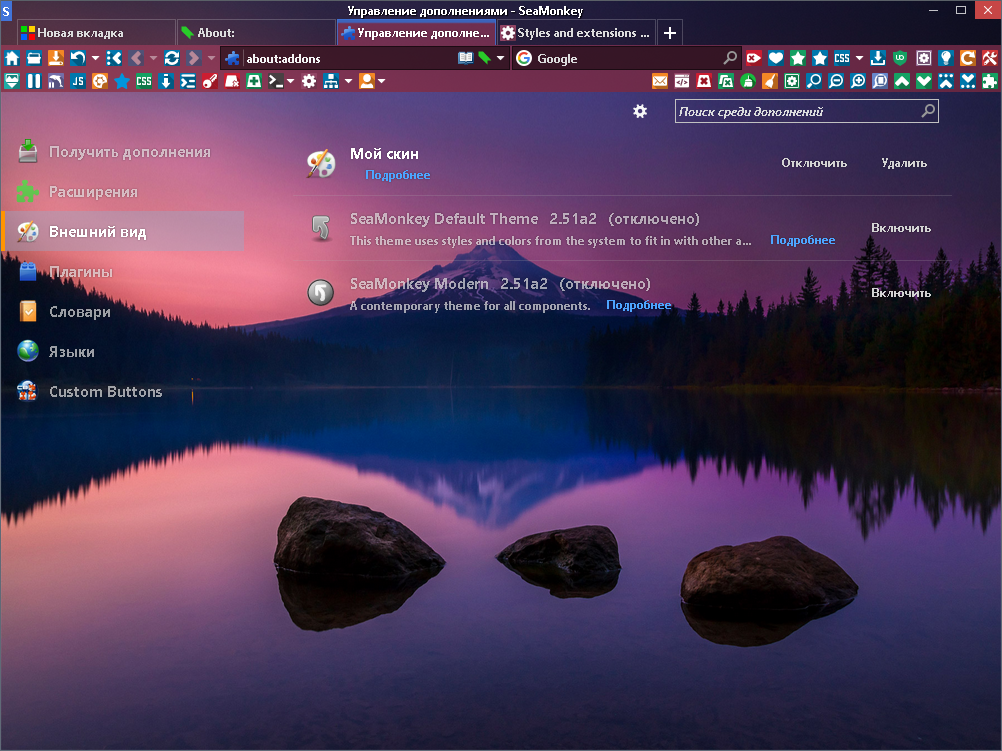 S Управление дополнениями - SeaMonkey
Новая вкладка
About:
Управление дополне...
Styles and extensions ...
about:addons
Google
CSS
JS
CSS
Поиск среди дополнений
Получить дополнения
Расширения
Внешний вид
Плагины
Словари
Языки
Custom Buttons
Мой скин
Подробнее
Отключить
Удалить
SeaMonkey Default Theme 2.51a2 (отключено)
This theme uses styles and colors from the system to fit in with other a...
Подробнее
Включить
SeaMonkey Modern 2.51a2 (отключено)
A contemporary theme for all components.
Подробнее
Включить